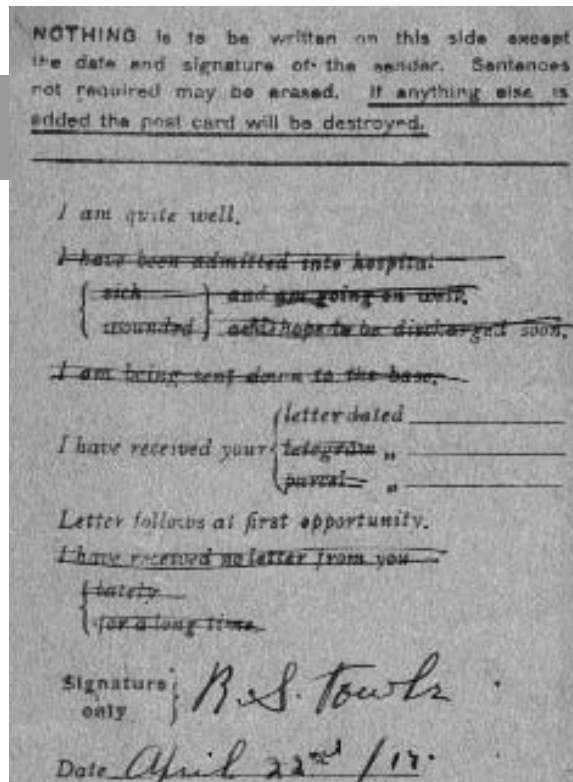 NOTHING is to be written on this side except
the date and signature of the sender. Sentences
not required may be erased. If anything else is
added the post card will be destroyed.
I am quite well.
I have been admitted into hospital
sick and am going on well.
wounded and hope to be discharged soon.
I am being sent down to the base.
letter dated
I have received your telegram „
parcel „
Letter follows at first opportunity.
I have received no letter from you
lately
for a long time.
Signature
only
R. S. Towle
Date April 22nd /17.